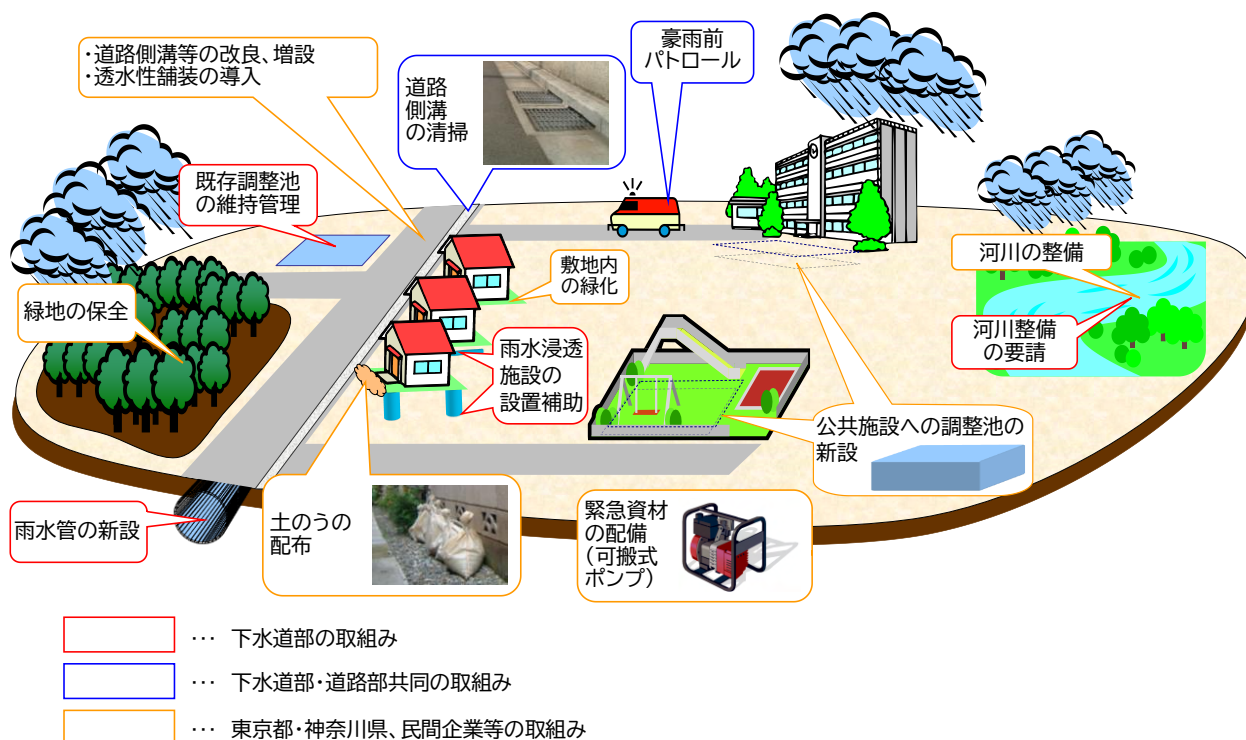 ・道路側溝等の改良、増設
・透水性舗装の導入
道路
側溝
の清掃
豪雨前
パトロール
既存調整池
の維持管理
緑地の保全
敷地内
の緑化
河川の整備
河川整備
の要請
雨水浸透
施設の
設置補助
公共施設への調整池の
新設
雨水管の新設
土のうの
配布
緊急資材
の配備
(可搬式
ポンプ)
… 下水道部の取組み
… 下水道部・道路部共同の取組み
… 東京都・神奈川県、民間企業等の取組み